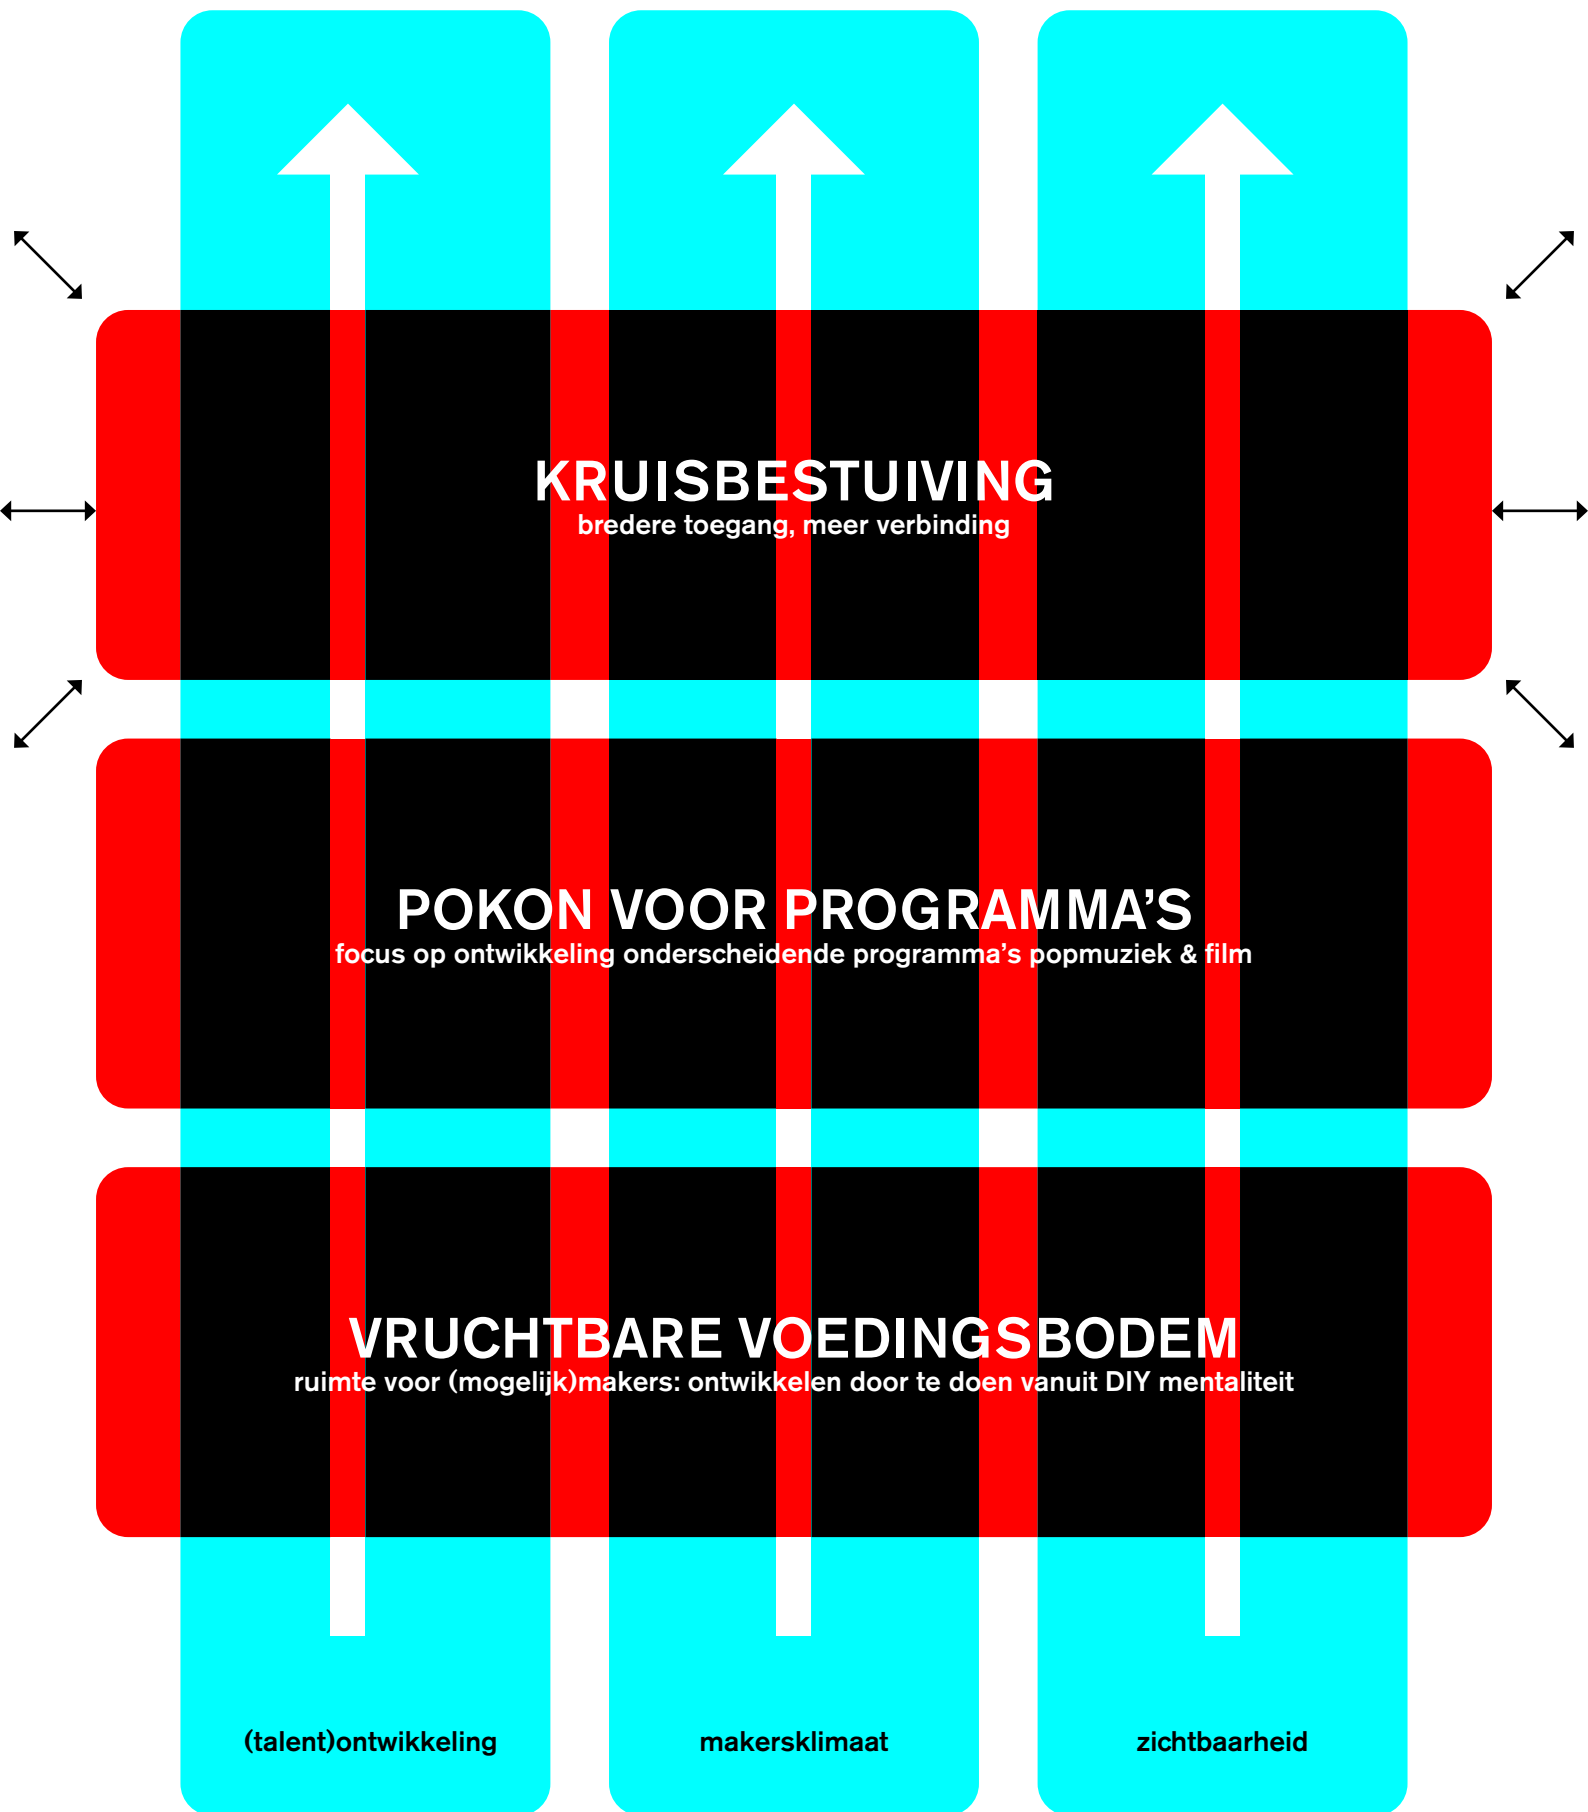 KRUISBESTUIVING
bredere toegang, meer verbinding
POKON VOOR PROGRAMMA’S
focus op ontwikkeling onderscheidende programma’s popmuziek & film
VRUCHTBARE VOEDINGSBODEM
ruimte voor (mogelijk)makers: ontwikkelen door te doen vanuit DIY mentaliteit
(talent)ontwikkeling
makersklimaat
zichtbaarheid